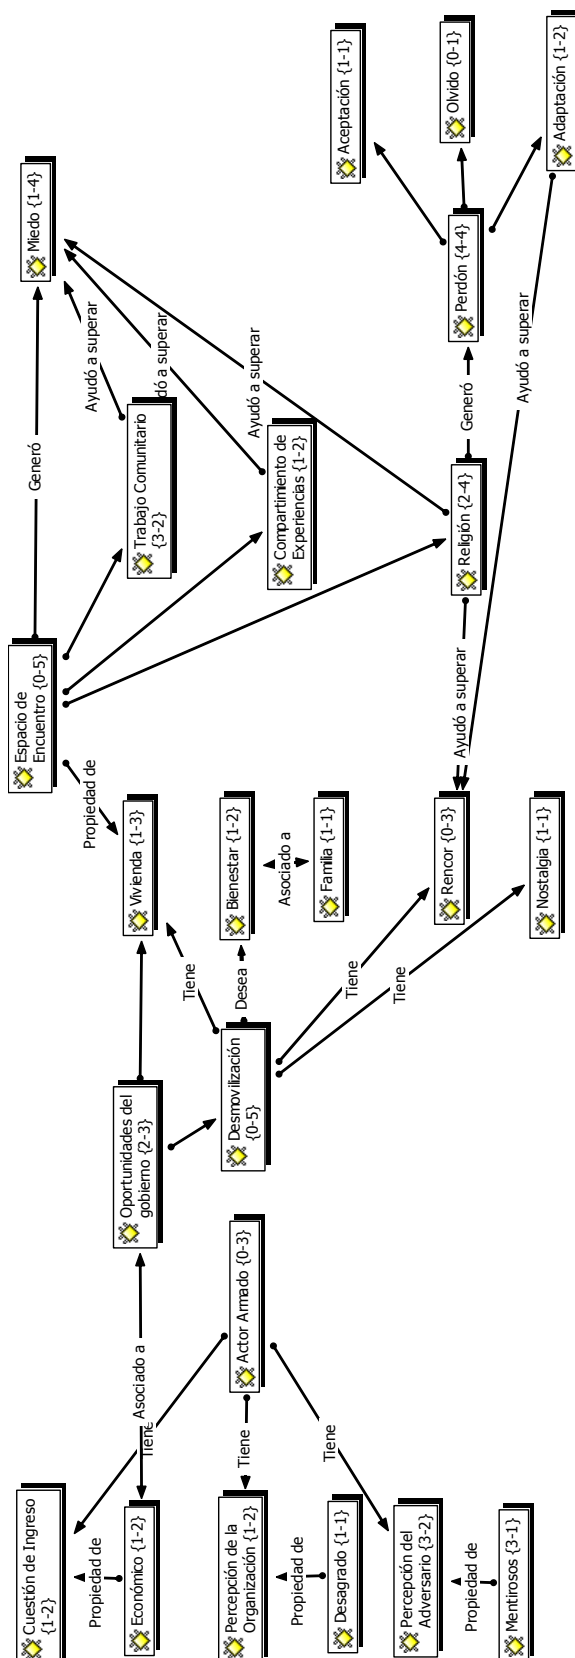 Cuestión de Ingreso
{1-2}
Propiedad de
Económico {1-2}
Percepción de la
Organización {1-2}
Propiedad de
Desagrado {1-1}
Percepción del
Adversario {3-2}
Propiedad de
Mentirosos {3-1}
Tiene
Asociado a
Tiene
Tiene
Actor Armado {0-3}
Oportunidades del
gobierno {2-3}
Desmovilización
{0-5}
Tiene
Desea
Tiene
Tiene
Vivienda {1-3}
Bienestar {1-2}
Asociado a
Familia {1-1}
Rencor {0-3}
Nostalgia {1-1}
Propiedad de
Espacio de
Encuentro {0-5}
Generó
Trabajo Comunitario
{3-2}
Compartimiento de
Experiencias {1-2}
Religión {2-4}
Ayudó a superar
Ayudó a superar
dó a superar
Ayudó a superar
Ayudó a superar
Miedo {1-4}
Generó
Perdón {4-4}
Aceptación {1-1}
Olvido {0-1}
Adaptación {1-2}